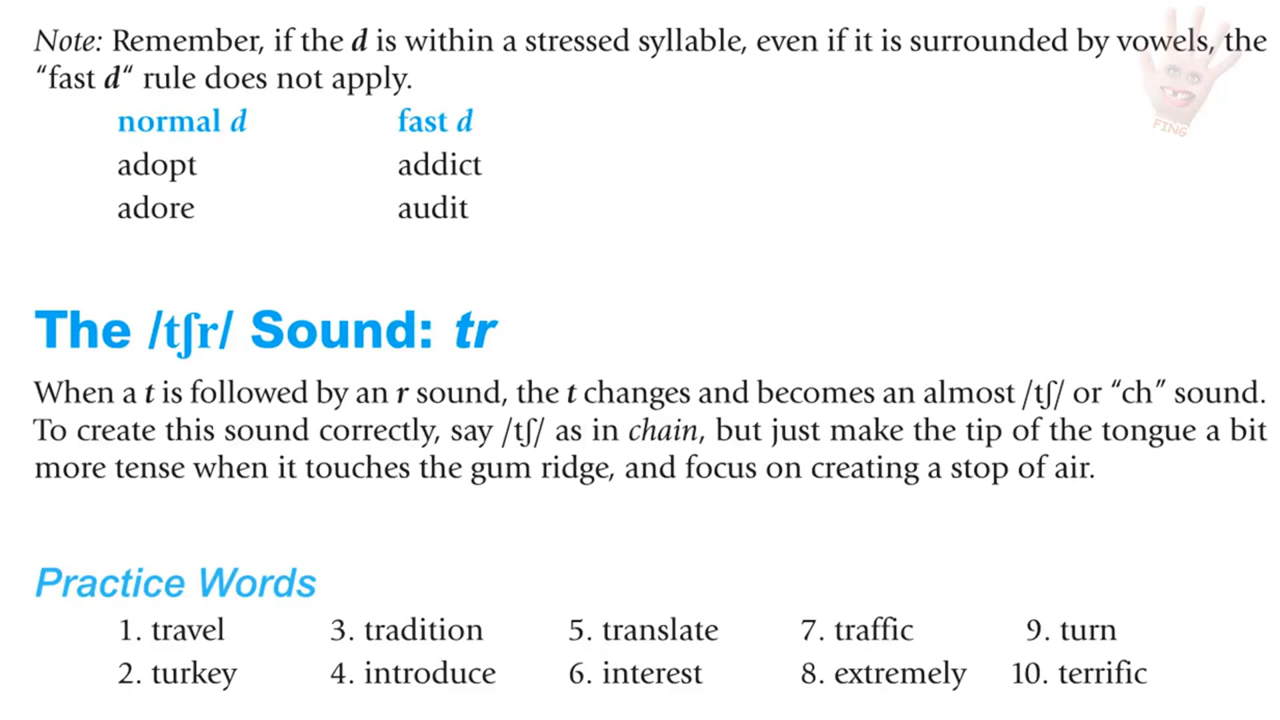 Note: Remember, if the d is within a stressed syllable, even if it is surrounded by vowels, the
“fast d“ rule does not apply.
normal d fast d
adopt addict
adore audit
FING
The /tʃr/ Sound: tr
When a t is followed by an r sound, the t changes and becomes an almost /tʃ/ or “ch” sound.
To create this sound correctly, say /tʃ/ as in chain, but just make the tip of the tongue a bit
more tense when it touches the gum ridge, and focus on creating a stop of air.
Practice Words
1. travel 3. tradition 5. translate 7. traffic 9. turn
2. turkey 4. introduce 6. interest 8. extremely 10. terrific